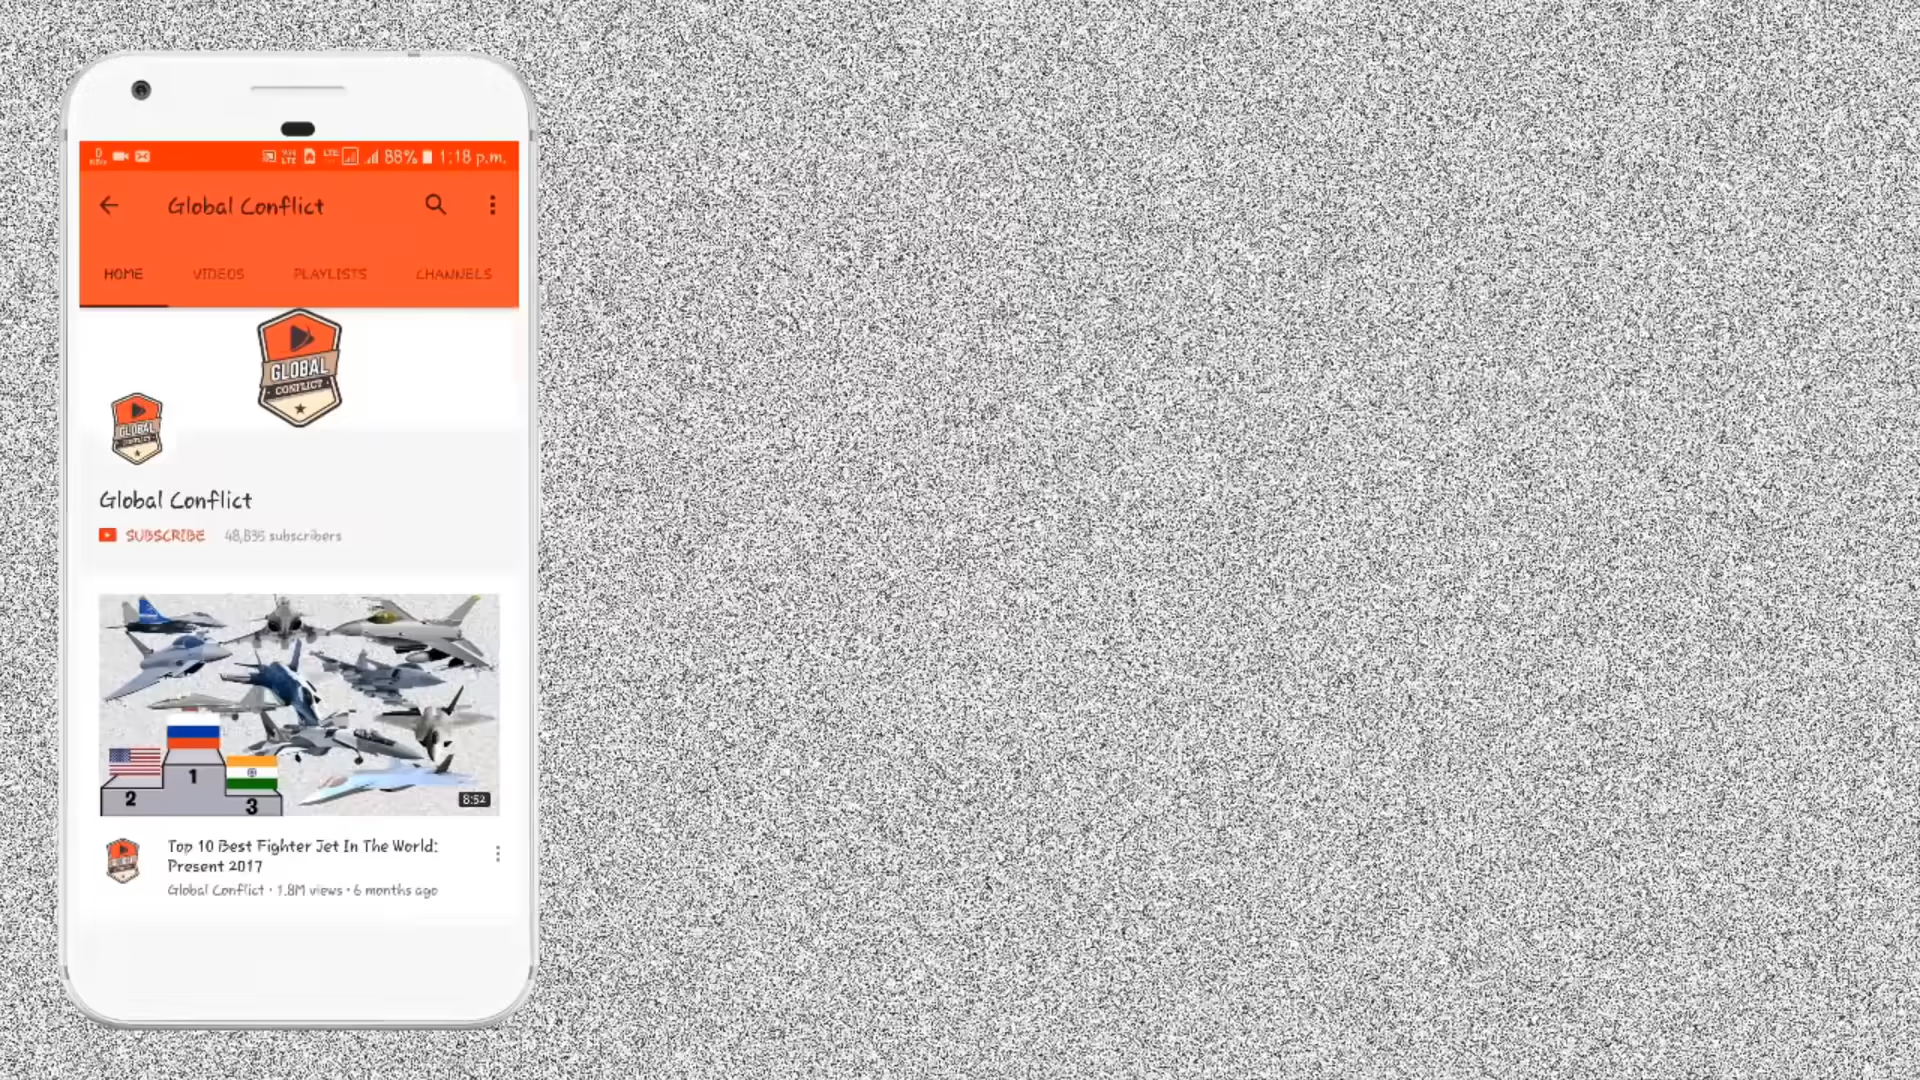 88% 1:18 p.m.
Global Conflict
HOME VIDEOS PLAYLISTS CHANNELS
GLOBAL
CONFLICT
GLOBAL
CONFLICT
Global Conflict
SUBSCRIBE 48,835 subscribers
1
2
3
8:52
Top 10 Best Fighter Jet In The World:
Present 2017
Global Conflict · 1.8M views · 6 months ago